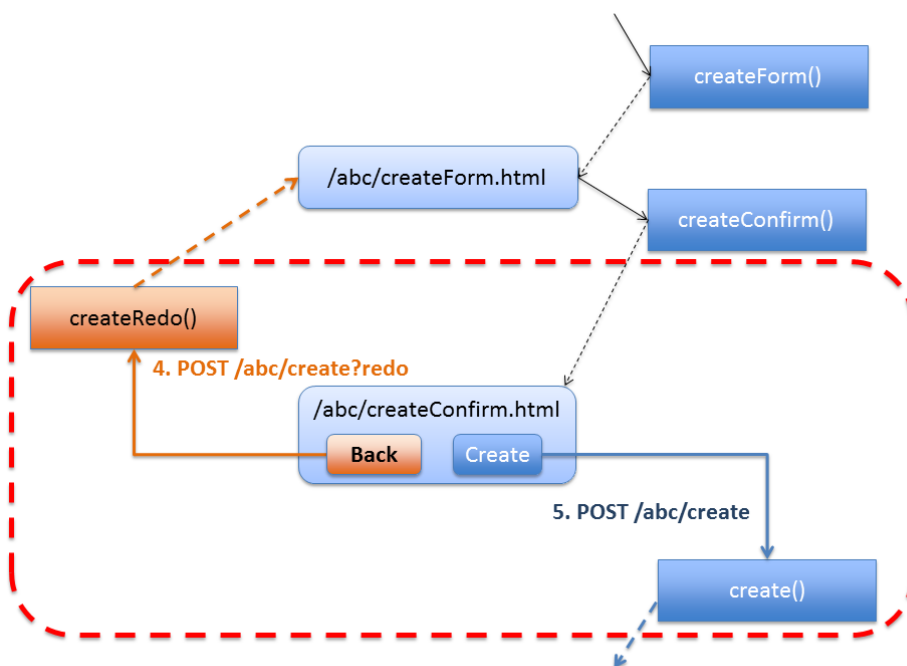 createForm()
/abc/createForm.html
createConfirm()
createRedo()
4. POST /abc/create?redo
/abc/createConfirm.html
Back
Create
5. POST /abc/create
create()